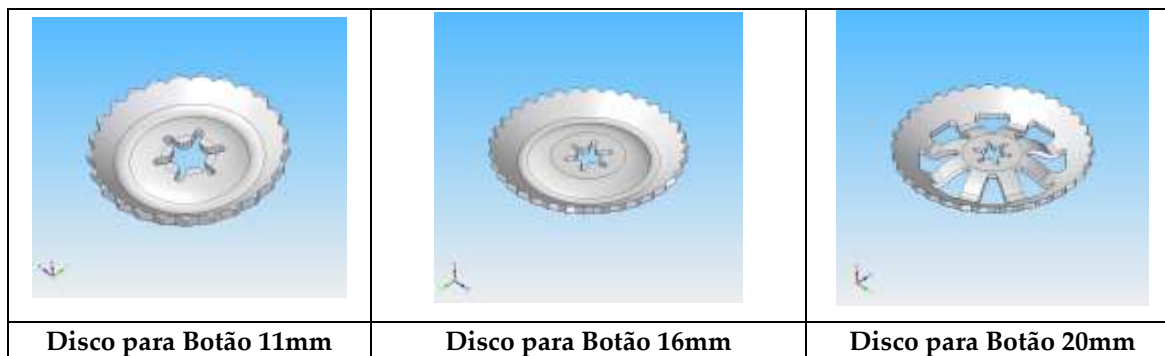 Disco para Botão 11mm
Disco para Botão 16mm
Disco para Botão 20mm